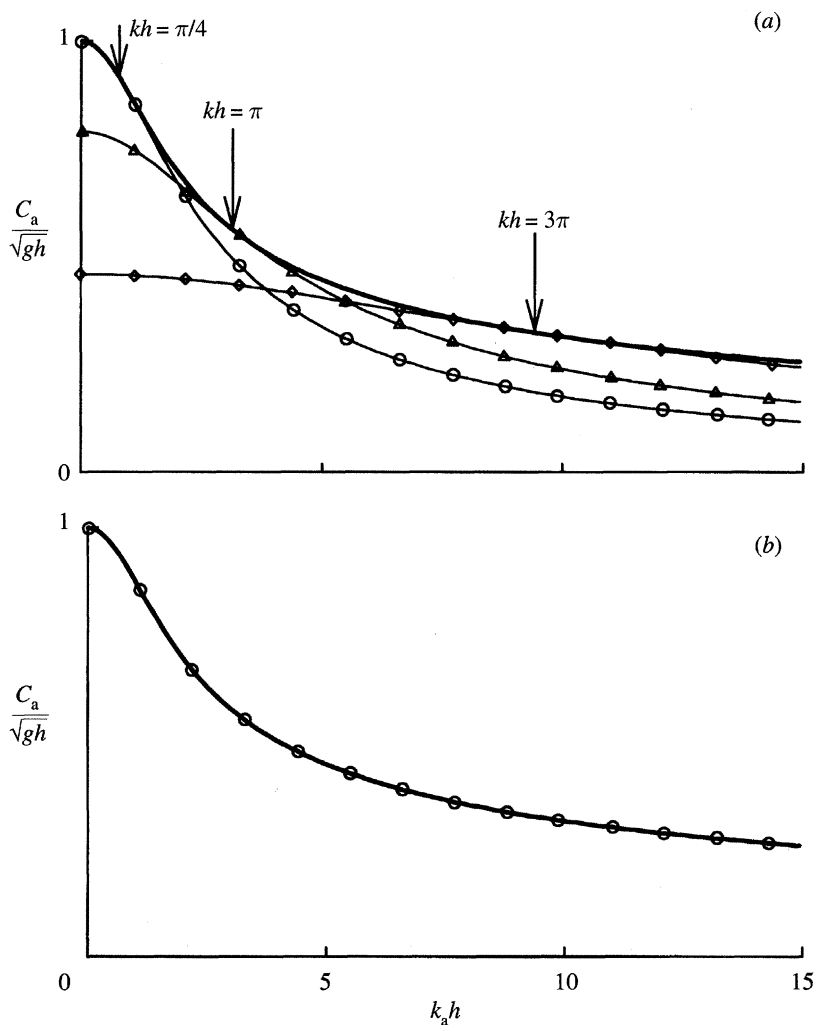 (a)
1
kh = π/4
kh = π
kh = 3π
C_a
√gh
0
(b)
1
C_a
√gh
0
5
10
15
k_a h